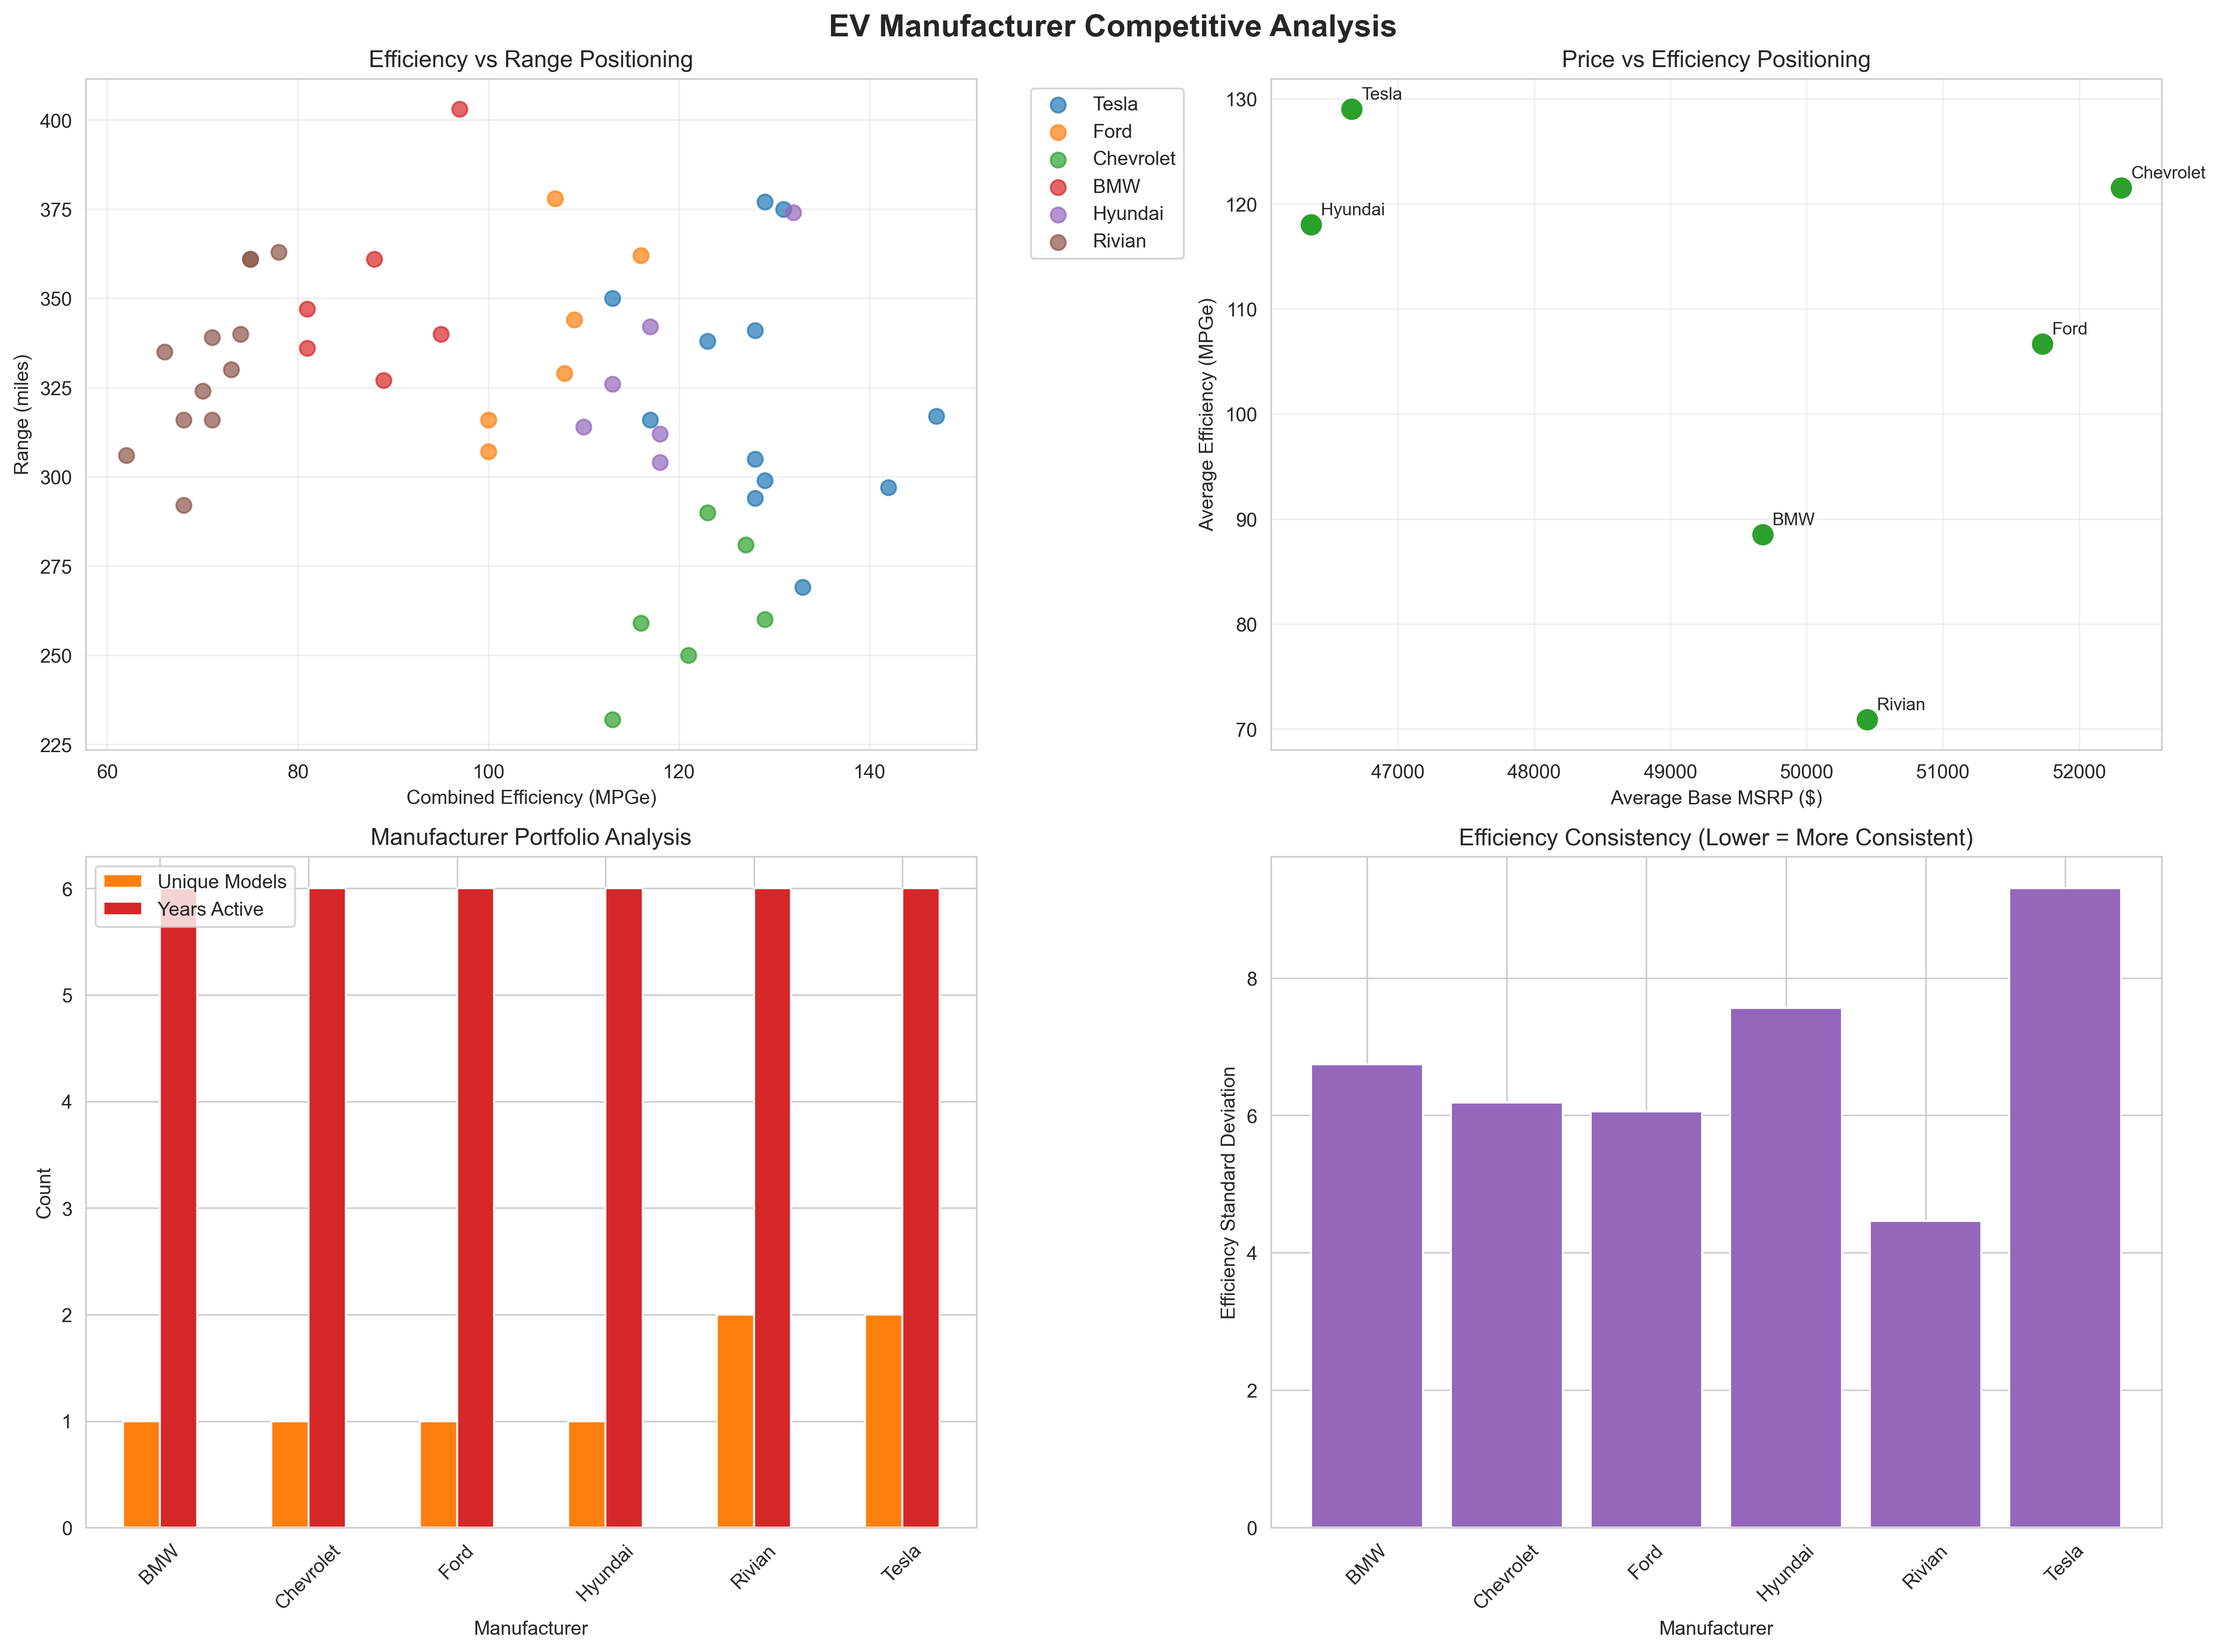 EV Manufacturer Competitive Analysis
Efficiency vs Range Positioning
400
375
350
325
300
275
250
225
Range (miles)
60 80 100 120 140
Combined Efficiency (MPGe)
Tesla
Ford
Chevrolet
BMW
Hyundai
Rivian
Price vs Efficiency Positioning
130
120
110
100
90
80
70
Average Efficiency (MPGe)
Tesla
Chevrolet
Hyundai
Ford
BMW
Rivian
47000 48000 49000 50000 51000 52000
Average Base MSRP ($)
Manufacturer Portfolio Analysis
Unique Models
Years Active
6
5
4
3
2
1
0
Count
BMW Chevrolet Ford Hyundai Rivian Tesla
Manufacturer
Efficiency Consistency (Lower = More Consistent)
8
6
4
2
0
Efficiency Standard Deviation
BMW Chevrolet Ford Hyundai Rivian Tesla
Manufacturer